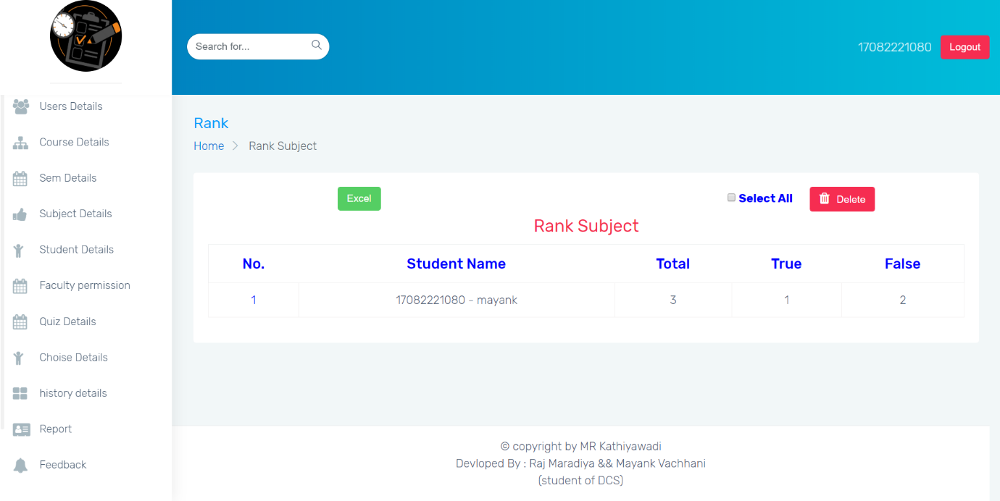 Search for...
17082221080 Logout
Users Details
Course Details
Sem Details
Subject Details
Student Details
Faculty permission
Quiz Details
Choise Details
history details
Report
Feedback
Rank
Home > Rank Subject
Excel Select All Delete
Rank Subject
No. Student Name Total True False
1 17082221080 - mayank 3 1 2
© copyright by MR Kathiyawadi
Devloped By : Raj Maradiya && Mayank Vachhani
(student of DCS)